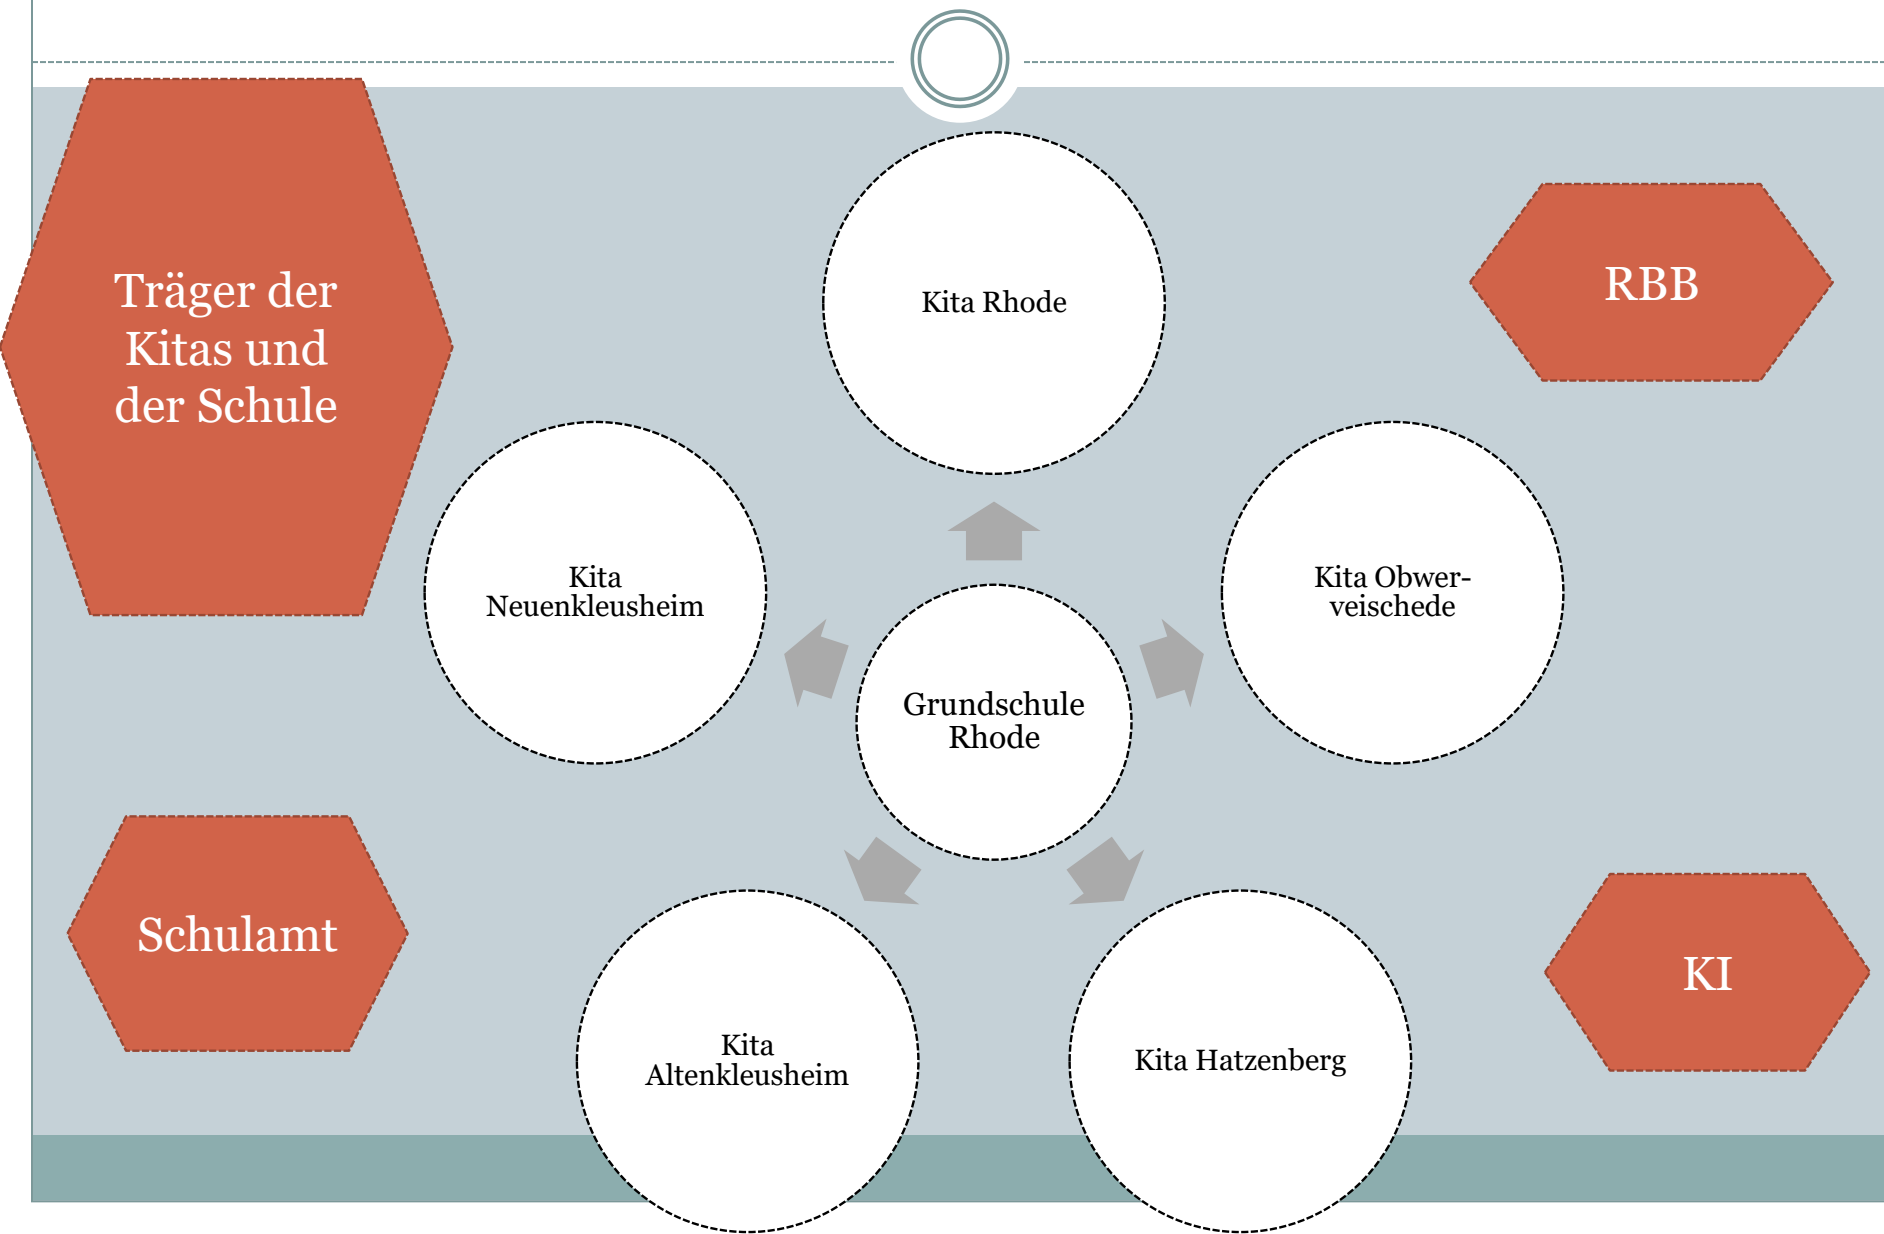 Träger der
Kitas und
der Schule
Kita Rhode
RBB
Kita
Neuenkleusheim
Kita Obwer-
veischede
Grundschule
Rhode
Schulamt
Kita
Altenkleusheim
Kita Hatzenberg
KI